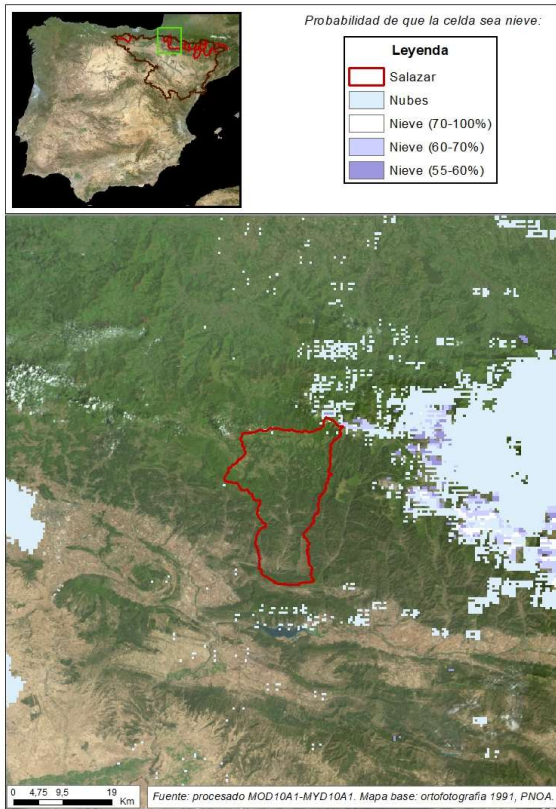 Probabilidad de que la celda sea nieve:
Leyenda
Salazar
Nubes
Nieve (70-100%)
Nieve (60-70%)
Nieve (55-60%)
0 4,75 9,5 19
Km
Fuente: procesado MOD10A1-MYD10A1. Mapa base: ortofotografia 1991, PNOA